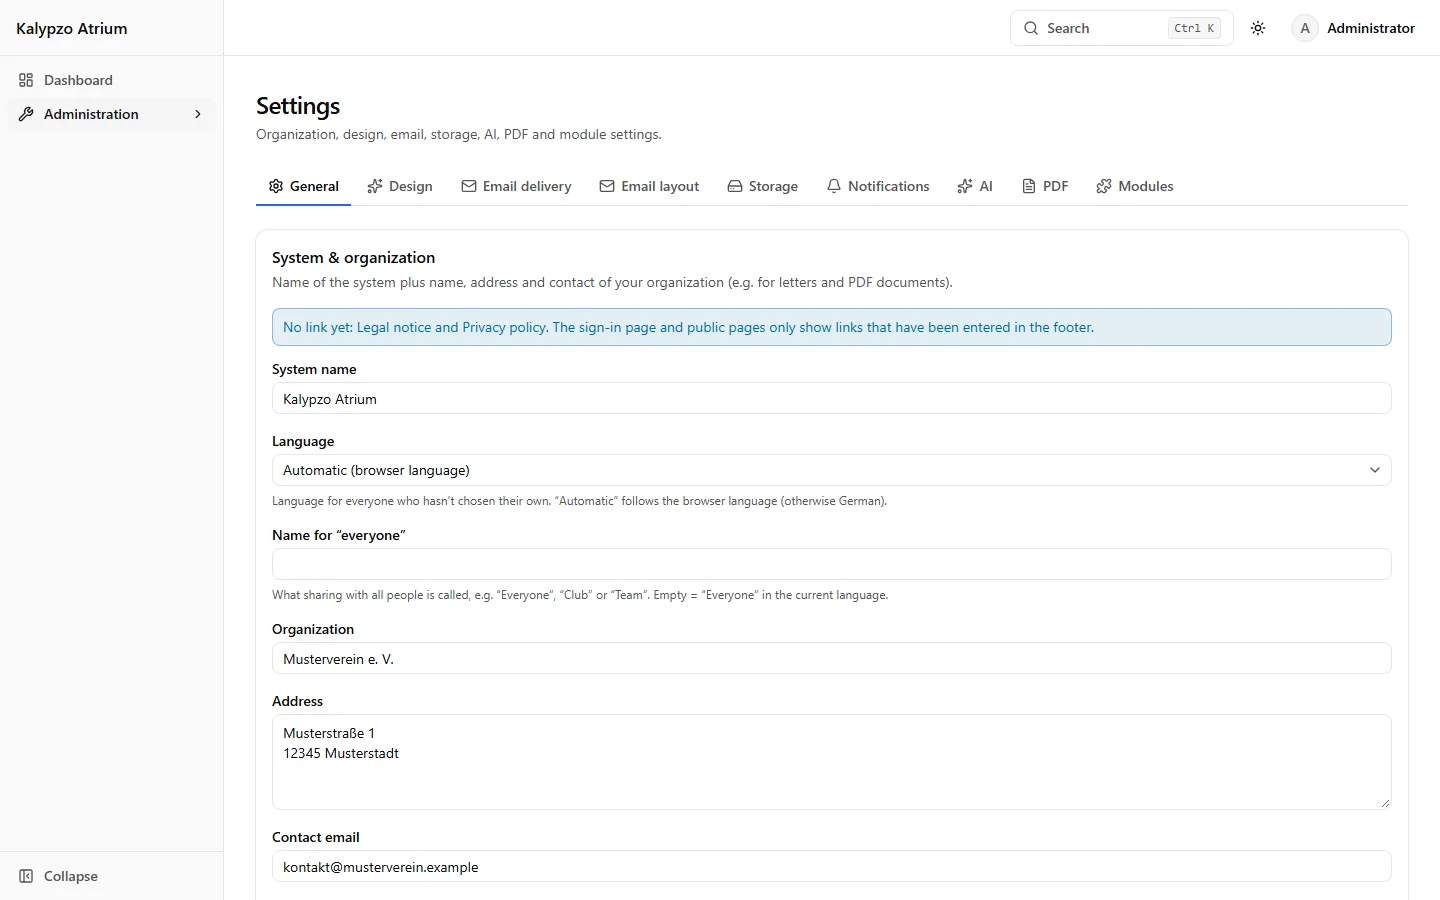 Kalypzo Atrium
Search
Ctrl K
A
Administrator
Dashboard
Administration
Settings
Organization, design, email, storage, AI, PDF and module settings.
General
Design
Email delivery
Email layout
Storage
Notifications
AI
PDF
Modules
System & organization
Name of the system plus name, address and contact of your organization (e.g. for letters and PDF documents).
No link yet: Legal notice and Privacy policy. The sign-in page and public pages only show links that have been entered in the footer.
System name
Kalypzo Atrium
Language
Automatic (browser language)
Language for everyone who hasn't chosen their own. “Automatic” follows the browser language (otherwise German).
Name for “everyone”
What sharing with all people is called, e.g. “Everyone”, “Club” or “Team”. Empty = “Everyone” in the current language.
Organization
Musterverein e. V.
Address
Musterstraße 1
12345 Musterstadt
Contact email
kontakt@musterverein.example
Collapse